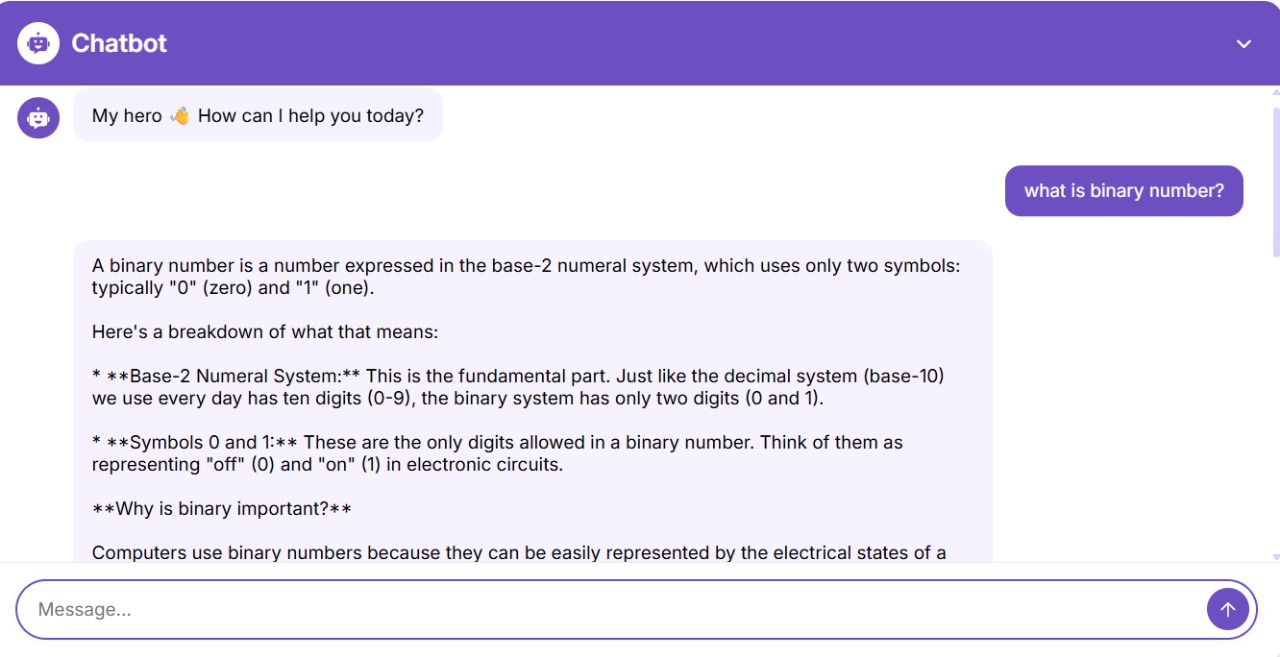 Chatbot
My hero 👋 How can I help you today?
what is binary number?
A binary number is a number expressed in the base-2 numeral system, which uses only two symbols:
typically "0" (zero) and "1" (one).
Here's a breakdown of what that means:
* **Base-2 Numeral System:** This is the fundamental part. Just like the decimal system (base-10)
we use every day has ten digits (0-9), the binary system has only two digits (0 and 1).
* **Symbols 0 and 1:** These are the only digits allowed in a binary number. Think of them as
representing "off" (0) and "on" (1) in electronic circuits.
**Why is binary important?**
Computers use binary numbers because they can be easily represented by the electrical states of a
Message...